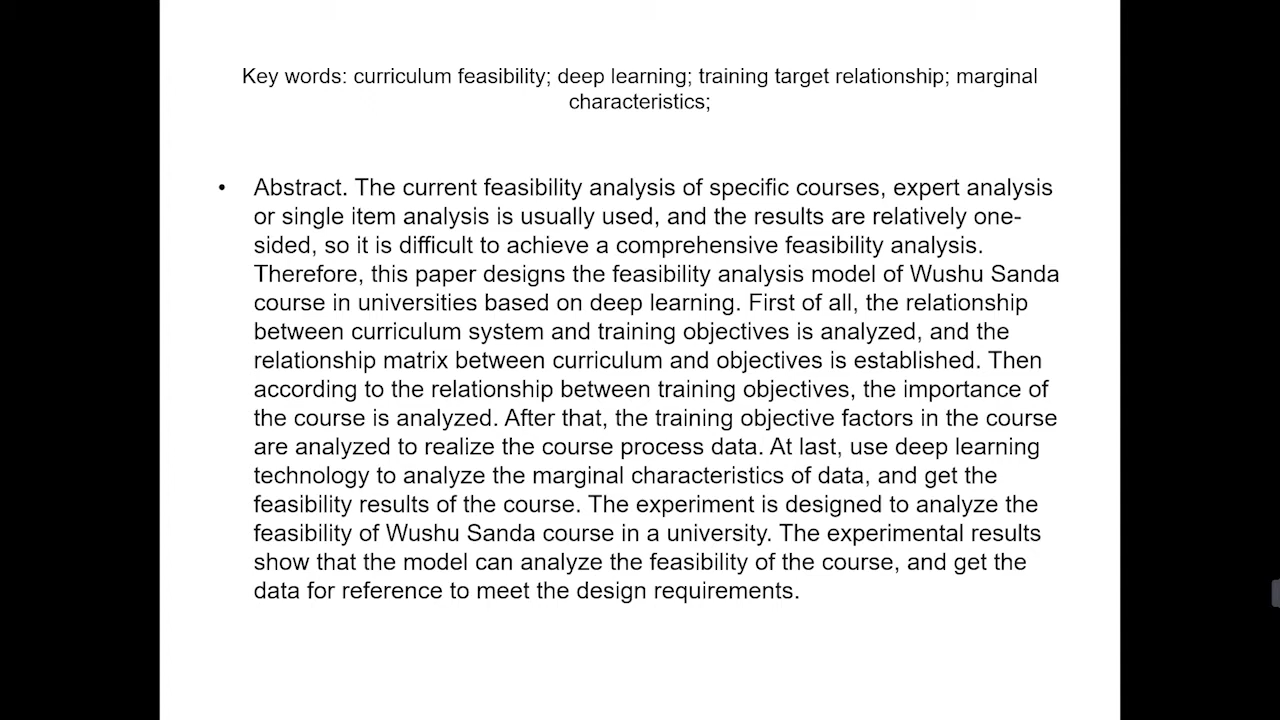 Key words: curriculum feasibility; deep learning; training target relationship; marginal
characteristics;
• Abstract. The current feasibility analysis of specific courses, expert analysis
or single item analysis is usually used, and the results are relatively one-
sided, so it is difficult to achieve a comprehensive feasibility analysis.
Therefore, this paper designs the feasibility analysis model of Wushu Sanda
course in universities based on deep learning. First of all, the relationship
between curriculum system and training objectives is analyzed, and the
relationship matrix between curriculum and objectives is established. Then
according to the relationship between training objectives, the importance of
the course is analyzed. After that, the training objective factors in the course
are analyzed to realize the course process data. At last, use deep learning
technology to analyze the marginal characteristics of data, and get the
feasibility results of the course. The experiment is designed to analyze the
feasibility of Wushu Sanda course in a university. The experimental results
show that the model can analyze the feasibility of the course, and get the
data for reference to meet the design requirements.